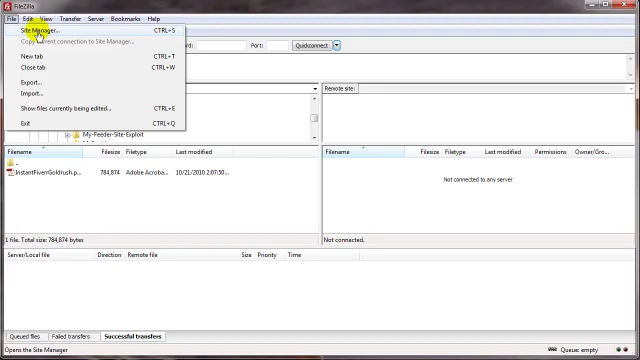 FileZilla
File Edit View Transfer Server Bookmarks Help
Site Manager... CTRL+S
Copy current connection to Site Manager...
New tab CTRL+T
Close tab CTRL+W
Export...
Import...
Show files currently being edited... CTRL+E
Exit CTRL+Q
word: Port: Quickconnect
Remote site:
My-Feeder-Site-Exploit
Filename Filesize Filetype Last modified
..
InstantFiverrGoldrush.p... 784,874 Adobe Acroba... 10/21/2010 2:07:50...
1 file. Total size: 784,874 bytes
Filename Filesize Filetype Last modified Permissions Owner/Gro...
Not connected to any server
Not connected.
Server/Local file Direction Remote file Size Priority Time
Queued files Failed transfers Successful transfers
Opens the Site Manager Queue: empty